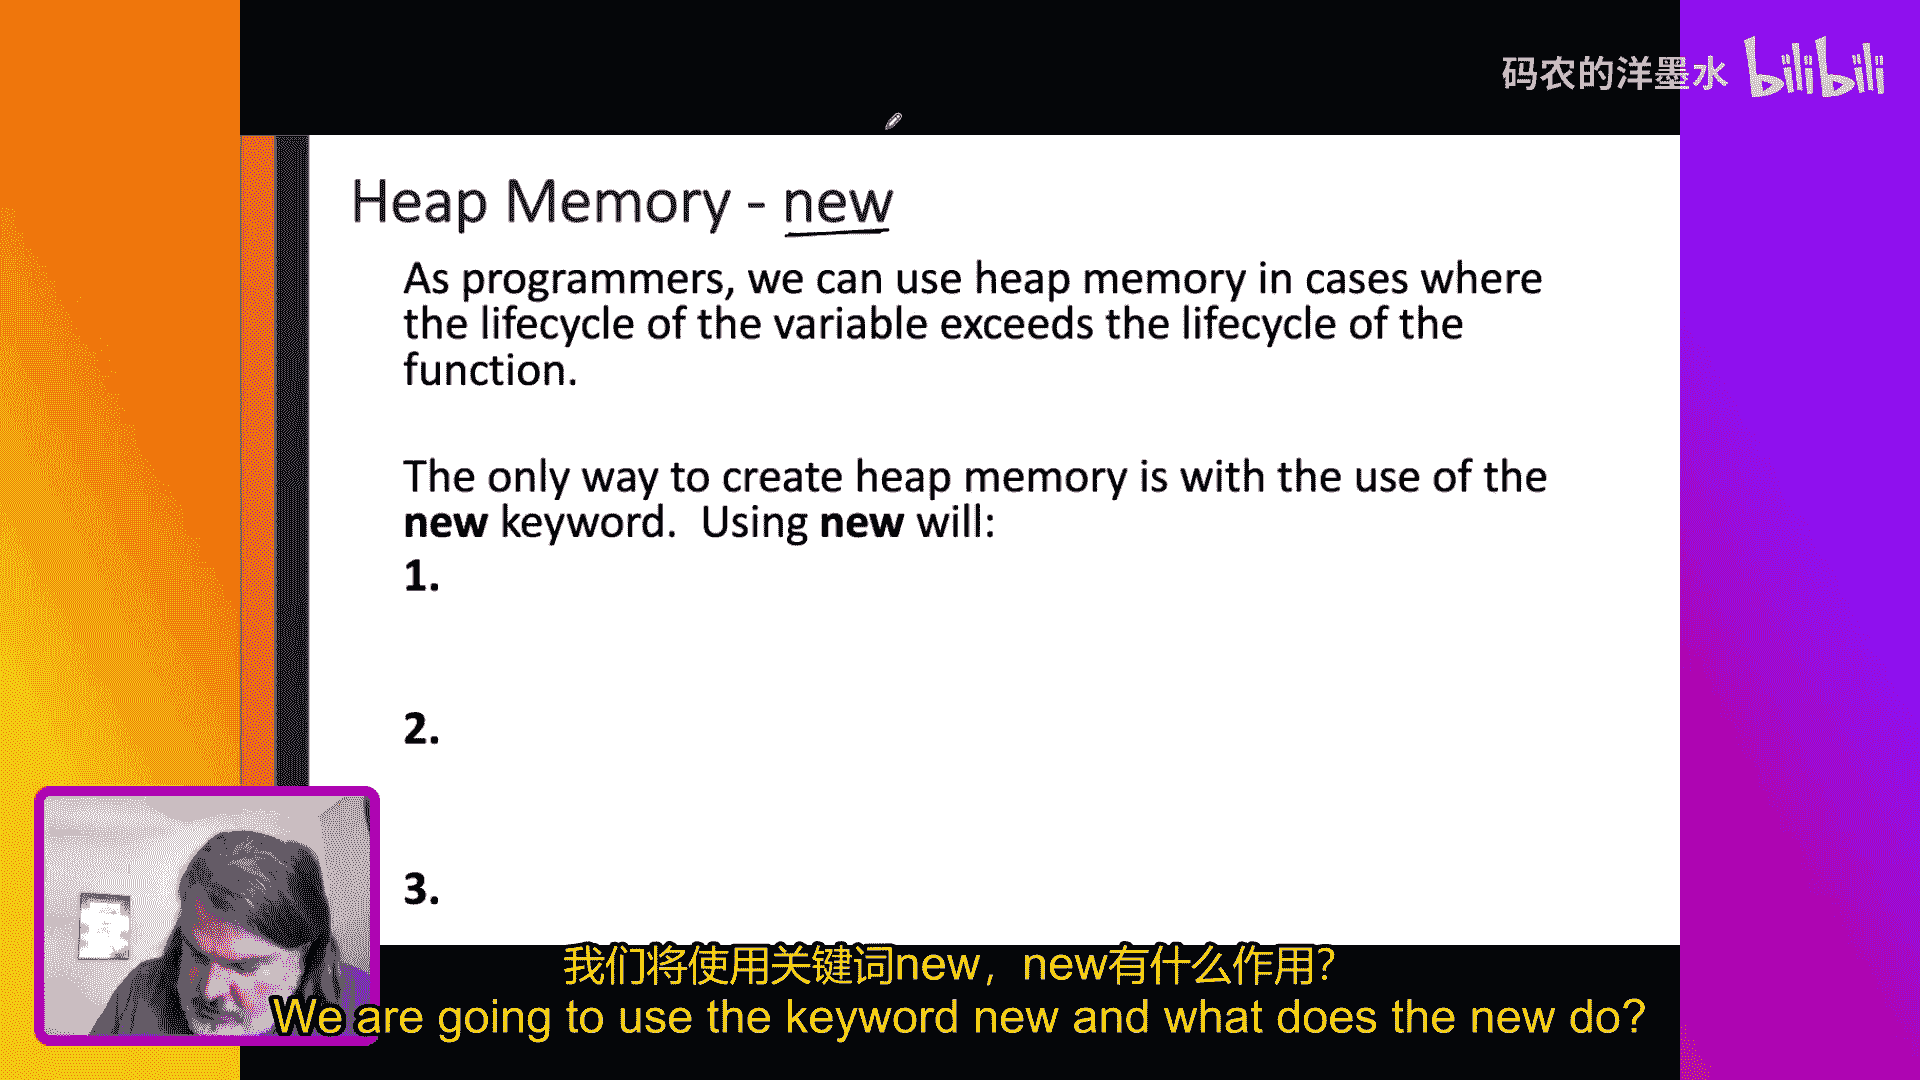 码农的洋墨水 bilibili
Heap Memory - new
As programmers, we can use heap memory in cases where
the lifecycle of the variable exceeds the lifecycle of the
function.
The only way to create heap memory is with the use of the
new keyword. Using new will:
1.
2.
3.
我们将使用关键词new，new有什么作用？
We are going to use the keyword new and what does the new do?